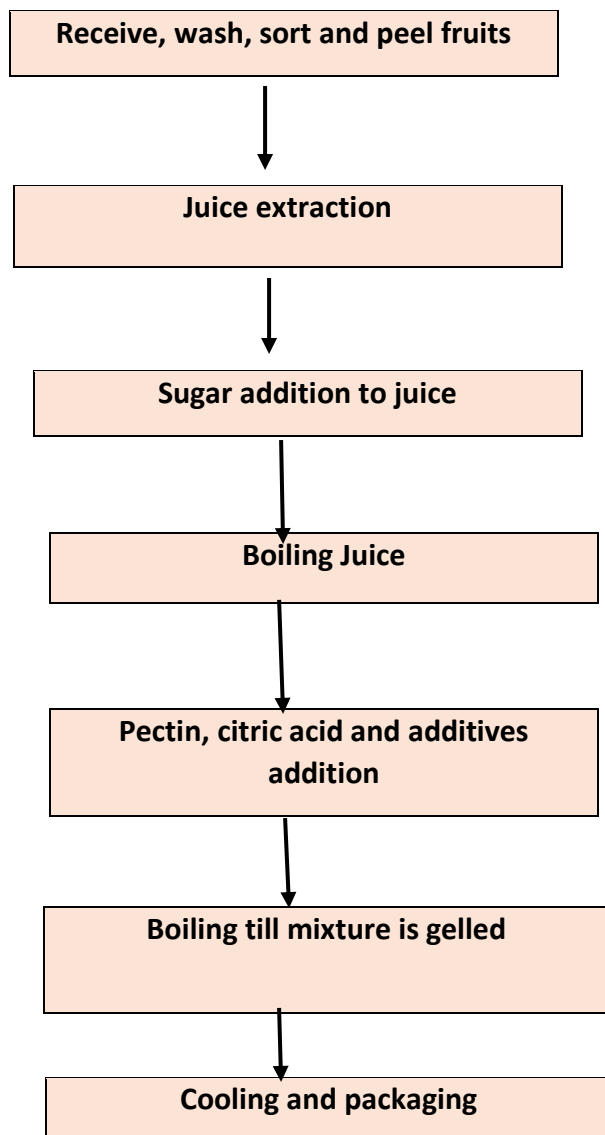 Receive, wash, sort and peel fruits
Juice extraction
Sugar addition to juice
Boiling Juice
Pectin, citric acid and additives
addition
Boiling till mixture is gelled
Cooling and packaging